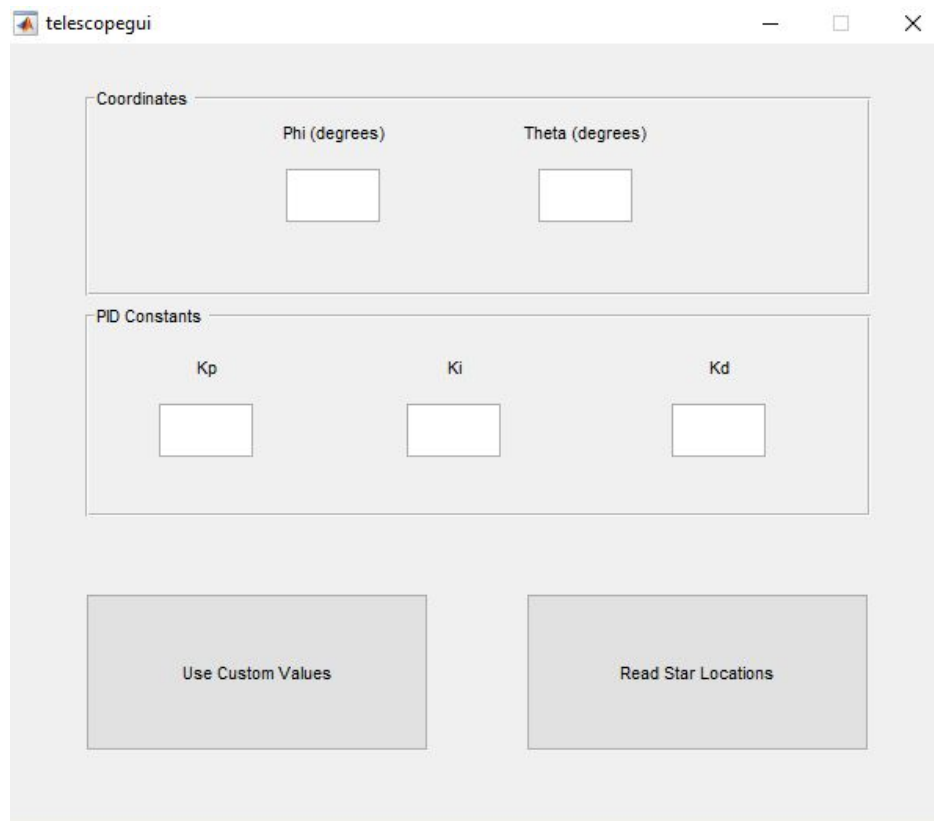 telescopegui
Coordinates
Phi (degrees)
Theta (degrees)
PID Constants
Kp
Ki
Kd
Use Custom Values
Read Star Locations